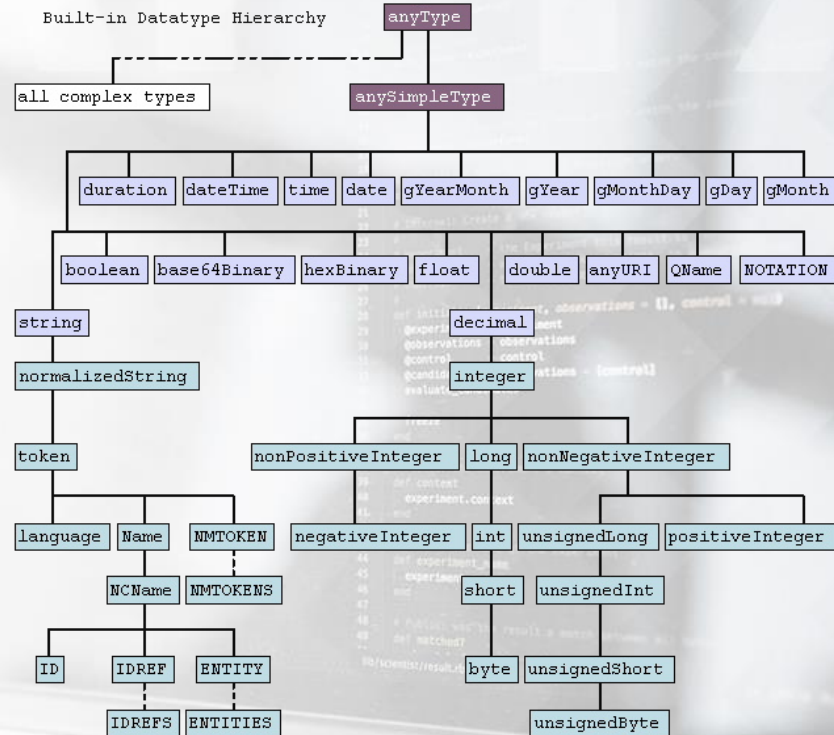 Built-in Datatype Hierarchy
anyType
all complex types
anySimpleType
duration dateTime time date gYearMonth gYear gMonthDay gDay gMonth
boolean base64Binary hexBinary float double anyURI QName NOTATION
string decimal
normalizedString integer
token nonPositiveInteger long nonNegativeInteger
language Name NMTOKEN negativeInteger int unsignedLong positiveInteger
NCName NMTOKENS short unsignedInt
ID IDREF ENTITY byte unsignedShort
IDREFS ENTITIES unsignedByte